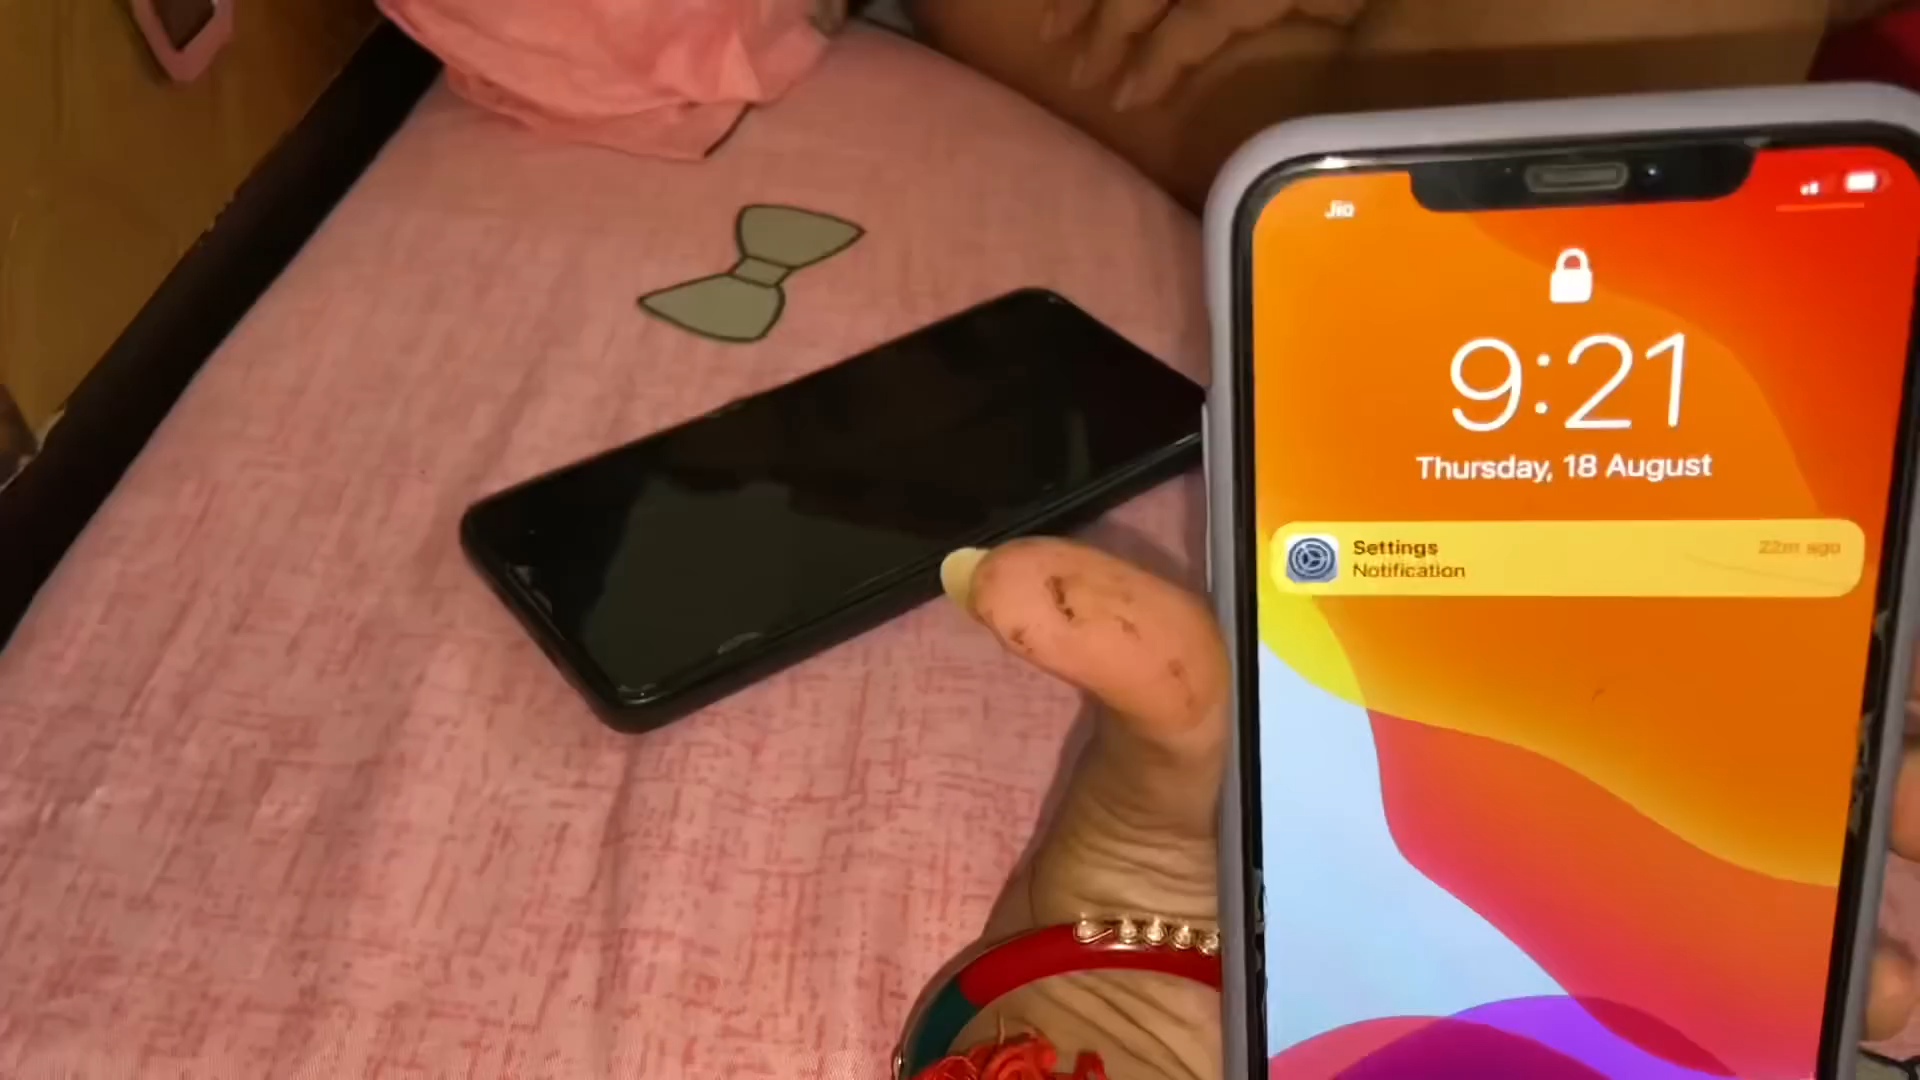 Jio
9:21
Thursday, 18 August
Settings
22m ago
Notification